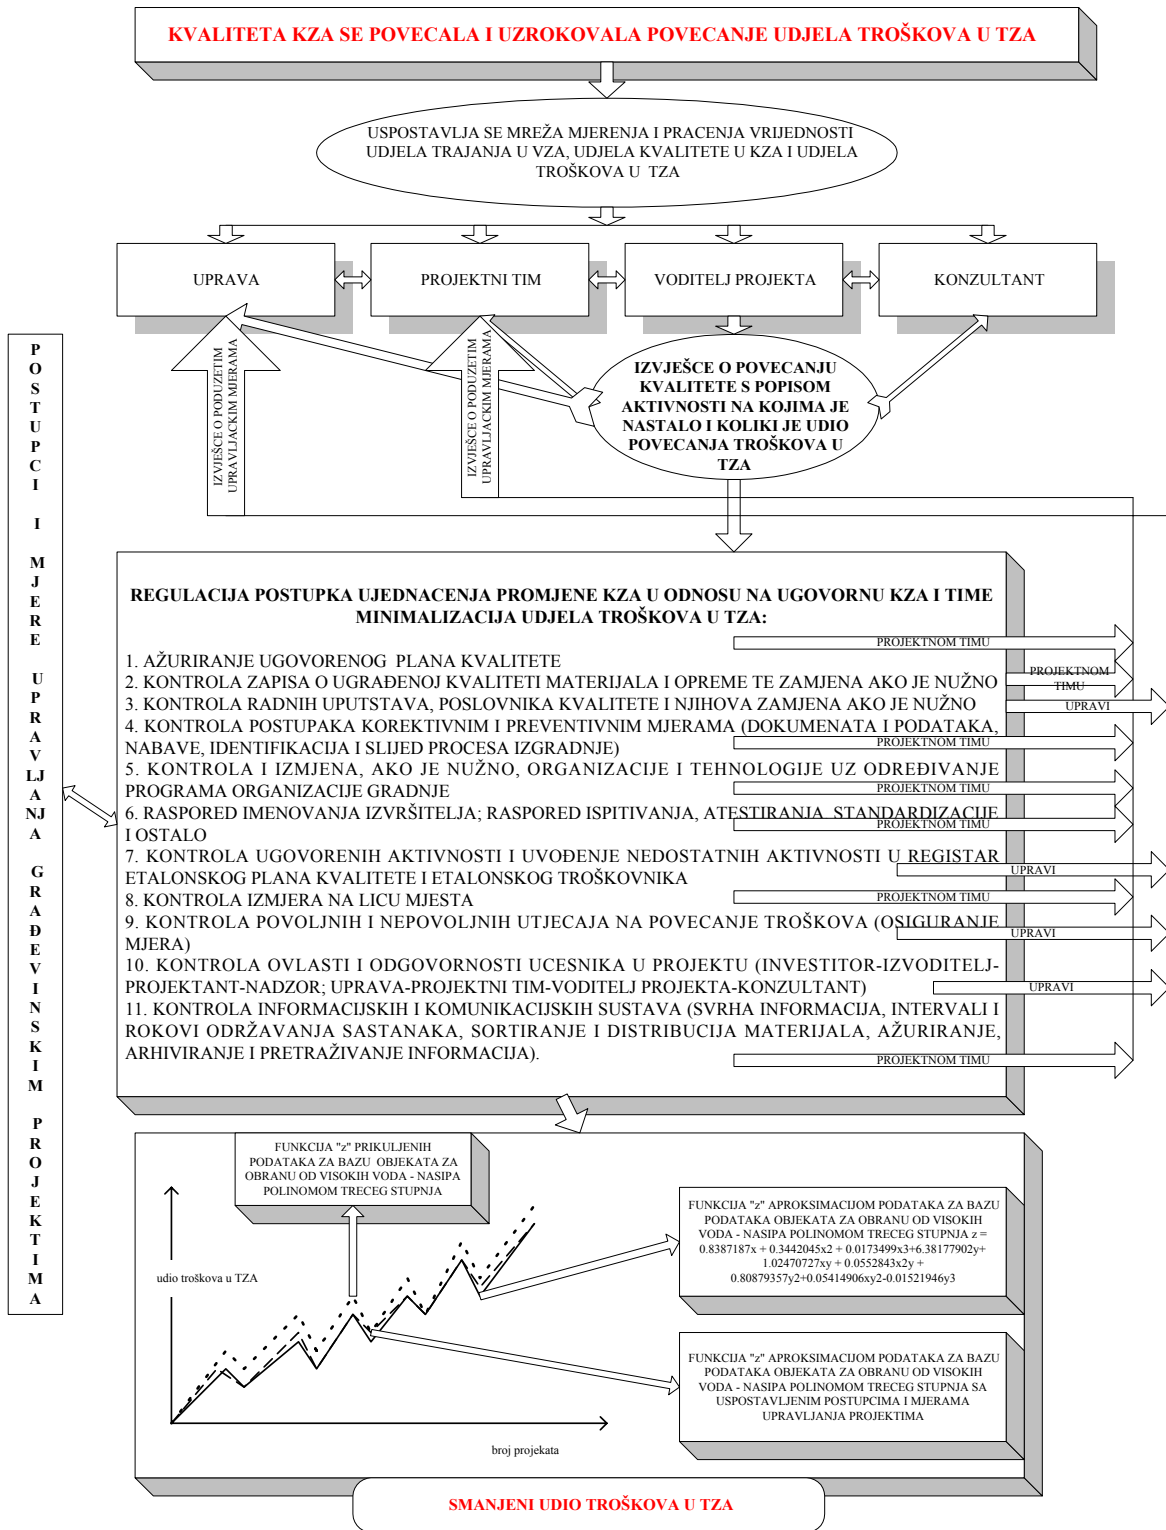 KVALITETA KZA SE POVECALA I UZROKOVALA POVECANJE UDJELA TROŠKOVA U TZA
USPOSTAVLJA SE MREŽA MJERENJA I PRACENJA VRIJEDNOSTI
UDJELA TRAJANJA U VZA, UDJELA KVALITETE U KZA I UDJELA
TROŠKOVA U TZA
UPRAVA
PROJEKTNI TIM
VODITELJ PROJEKTA
KONZULTANT
IZVJEŠCE O PODUZETIM
UPRAVLJACKIM MJERAMA
IZVJEŠCE O PODUZETIM
UPRAVLJACKIM MJERAMA
IZVJEŠCE O POVECANJU
KVALITETE S POPISOM
AKTIVNOSTI NA KOJIMA JE
NASTALO I KOLIKI JE UDIO
POVECANJA TROŠKOVA U
TZA
POSTUPCI I MJERE UPRAVLJANJA GRAĐEVINSKIM PROJEKTIMA
REGULACIJA POSTUPKA UJEDNACENJA PROMJENE KZA U ODNOSU NA UGOVORNU KZA I TIME
MINIMALIZACIJA UDJELA TROŠKOVA U TZA:
PROJEKTNOM TIMU
1. AŽURIRANJE UGOVORENOG PLANA KVALITETE
2. KONTROLA ZAPISA O UGRAĐENOJ KVALITETI MATERIJALA I OPREME TE ZAMJENA AKO JE NUŽNO
PROJEKTNOM
TIMU
3. KONTROLA RADNIH UPUTSTAVA, POSLOVNIKA KVALITETE I NJIHOVA ZAMJENA AKO JE NUŽNO
UPRAVI
4. KONTROLA POSTUPAKA KOREKTIVNIM I PREVENTIVNIM MJERAMA (DOKUMENATA I PODATAKA,
NABAVE, IDENTIFIKACIJA I SLIJED PROCESA IZGRADNJE)
PROJEKTNOM TIMU
5. KONTROLA I IZMJENA, AKO JE NUŽNO, ORGANIZACIJE I TEHNOLOGIJE UZ ODREĐIVANJE
PROGRAMA ORGANIZACIJE GRADNJE
PROJEKTNOM TIMU
6. RASPORED IMENOVANJA IZVRŠITELJA; RASPORED ISPITIVANJA, ATESTIRANJA, STANDARDIZACIJE
I OSTALO
PROJEKTNOM TIMU
7. KONTROLA UGOVORENIH AKTIVNOSTI I UVOĐENJE NEDOSTATNIH AKTIVNOSTI U REGISTAR
ETALONSKOG PLANA KVALITETE I ETALONSKOG TROŠKOVNIKA
UPRAVI
8. KONTROLA IZMJERA NA LICU MJESTA
PROJEKTNOM TIMU
9. KONTROLA POVOLJNIH I NEPOVOLJNIH UTJECAJA NA POVECANJE TROŠKOVA (OSIGURANJE
MJERA)
UPRAVI
10. KONTROLA OVLASTI I ODGOVORNOSTI UCESNIKA U PROJEKTU (INVESTITOR-IZVODITELJ-
PROJEKTANT-NADZOR; UPRAVA-PROJEKTNI TIM-VODITELJ PROJEKTA-KONZULTANT)
UPRAVI
11. KONTROLA INFORMACIJSKIH I KOMUNIKACIJSKIH SUSTAVA (SVRHA INFORMACIJA, INTERVALI I
ROKOVI ODRŽAVANJA SASTANAKA, SORTIRANJE I DISTRIBUCIJA MATERIJALA, AŽURIRANJE,
ARHIVIRANJE I PRETRAŽIVANJE INFORMACIJA).
PROJEKTNOM TIMU
FUNKCIJA "z" PRIKULJENIH
PODATAKA ZA BAZU OBJEKATA ZA
OBRANU OD VISOKIH VODA - NASIPA
POLINOMOM TRECEG STUPNJA
udio troškova u TZA
broj projekata
FUNKCIJA "z" APROKSIMACIJOM PODATAKA ZA BAZU
PODATAKA OBJEKATA ZA OBRANU OD VISOKIH
VODA - NASIPA POLINOMOM TRECEG STUPNJA z =
0.8387187x + 0.3442045x2 + 0.0173499x3+6.38177902y+
1.02470727xy + 0.0552843x2y +
0.80879357y2+0.05414906xy2-0.01521946y3
FUNKCIJA "z" APROKSIMACIJOM PODATAKA ZA BAZU
PODATAKA OBJEKATA ZA OBRANU OD VISOKIH
VODA - NASIPA POLINOMOM TRECEG STUPNJA SA
USPOSTAVLJENIM POSTUPCIMA I MJERAMA
UPRAVLJANJA PROJEKTIMA
SMANJENI UDIO TROŠKOVA U TZA